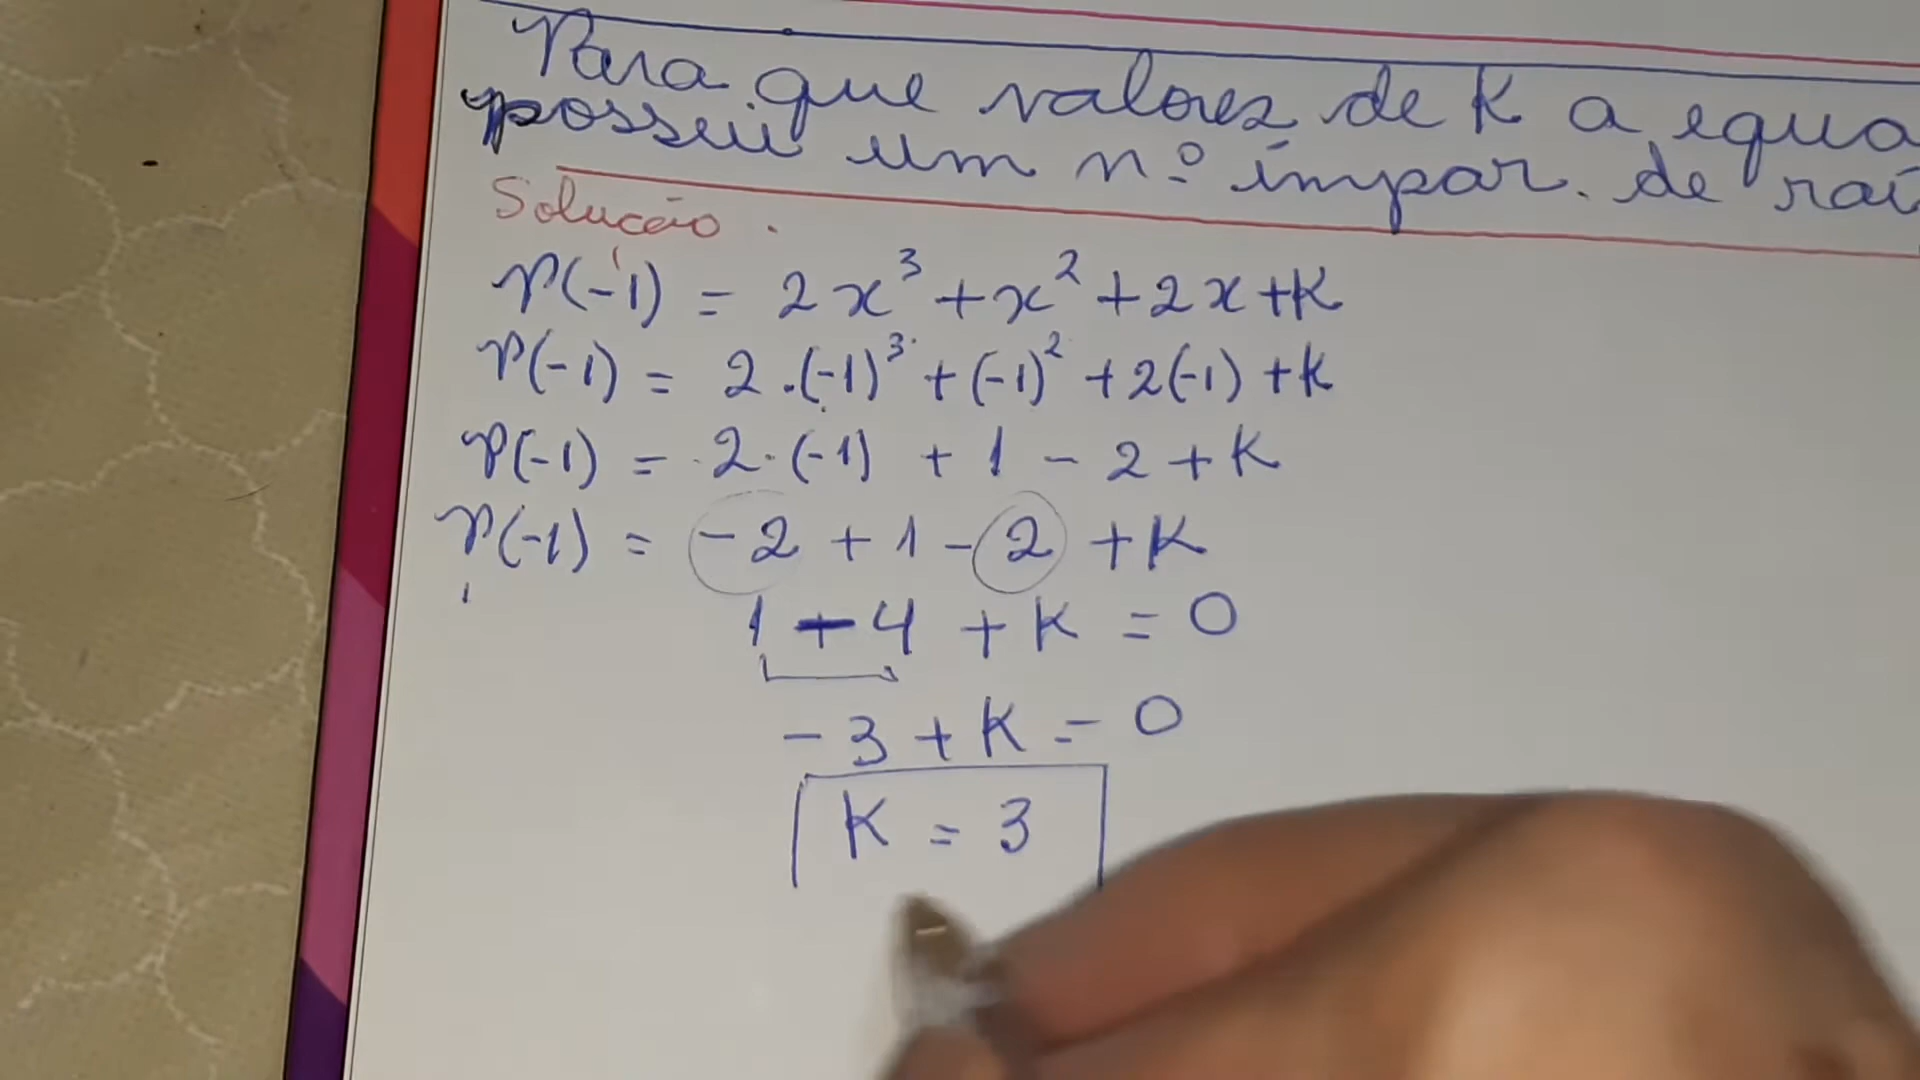 Para que valores de K a equa
possui um nº ímpar. de raí
Solução.
P(-1) = 2x³ + x² + 2x + K
P(-1) = 2.(-1)³ + (-1)² + 2(-1) + K
P(-1) = 2.(-1) + 1 - 2 + K
P(-1) = -2 + 1 - 2 + K
1 - 4 + K = 0
-3 + K = 0
K = 3